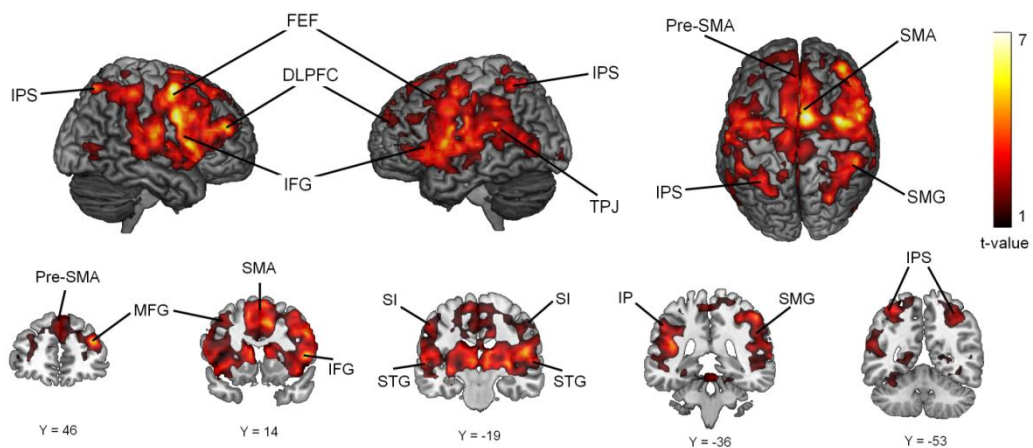 FEF
Pre-SMA
SMA
7
DLPFC
IPS
IPS
IFG
TPJ
IPS
SMG
1
t-value
Pre-SMA
MFG
SMA
IFG
SI
SI
STG
STG
IP
SMG
IPS
Y = 46
Y = 14
Y = -19
Y = -36
Y = -53